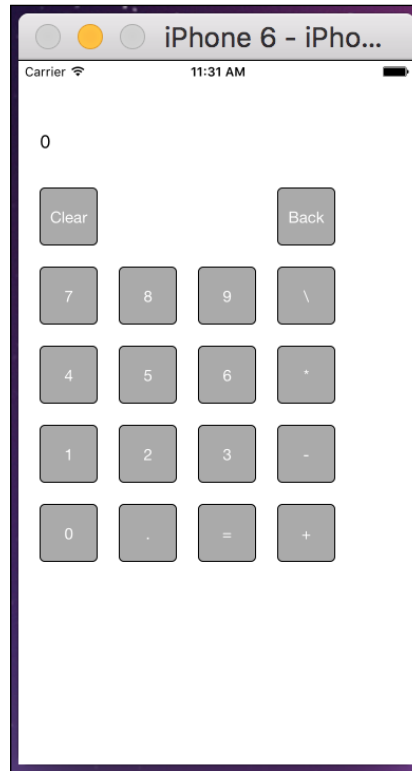 iPhone 6 - iPho...
Carrier 11:31 AM
0
Clear Back
7 8 9 \
4 5 6 *
1 2 3 -
0 . = +